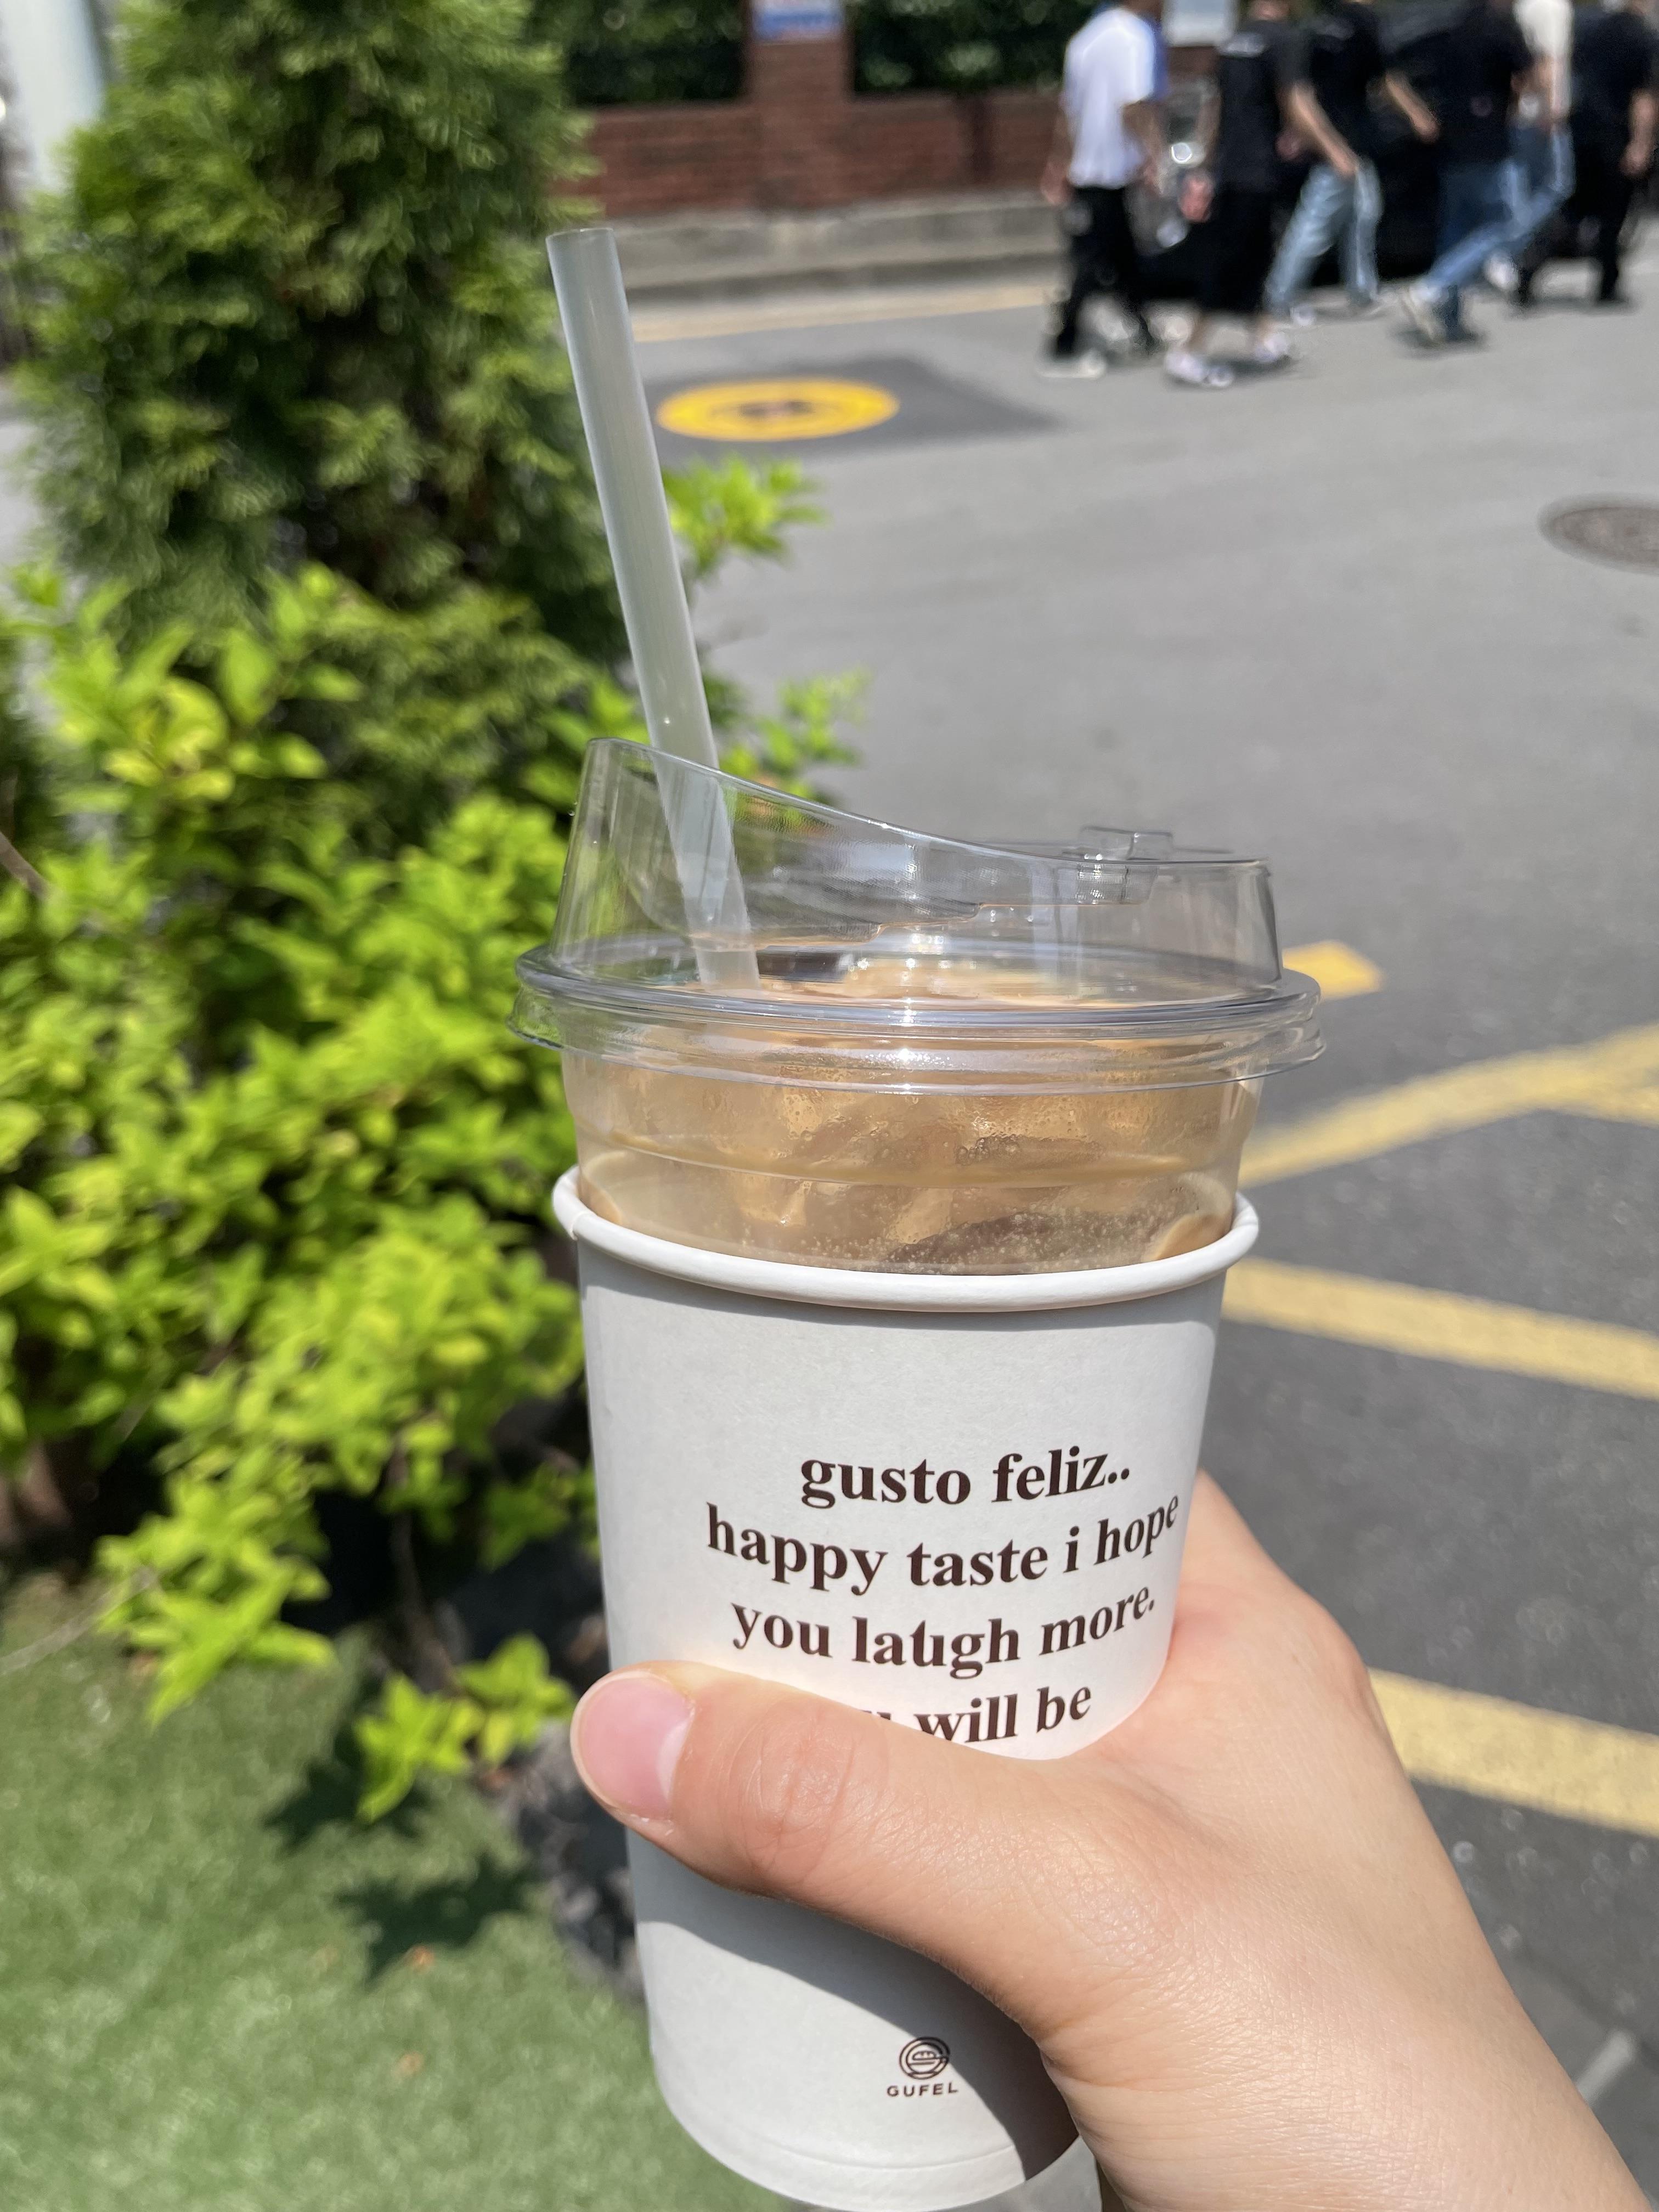 gusto feliz..
happy taste i hope
you laugh more.
will be
GUFEL